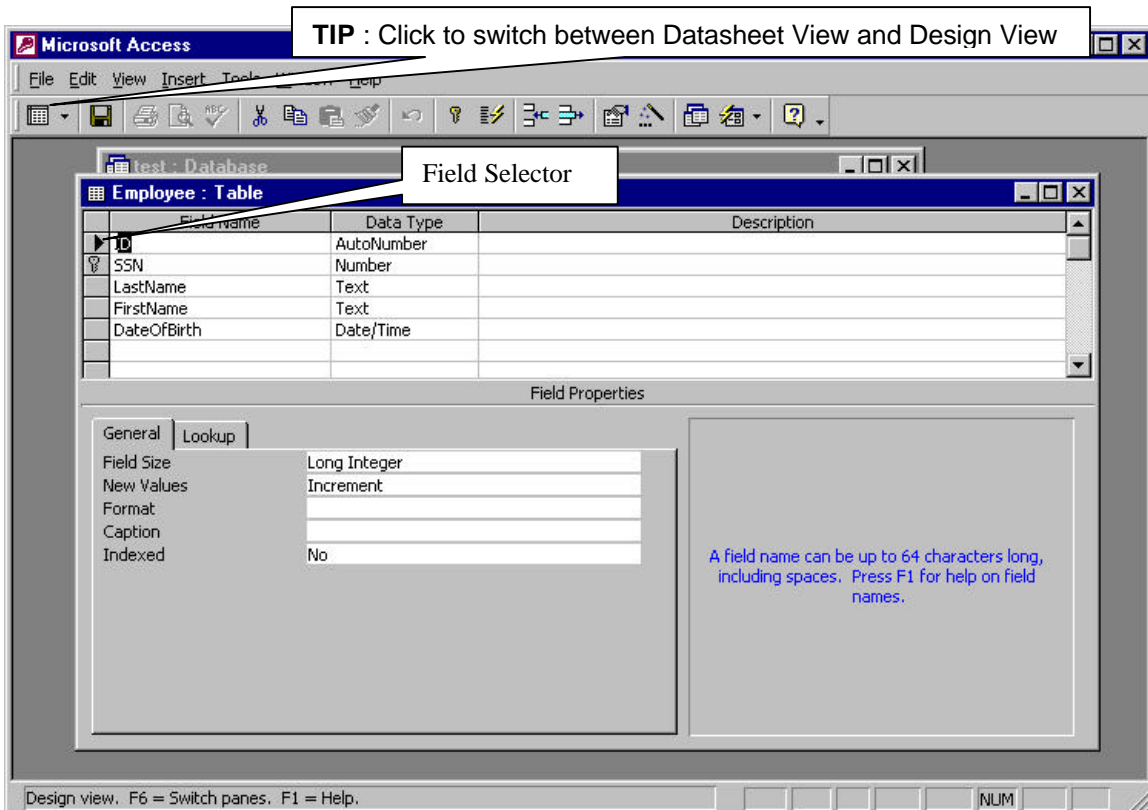 TIP : Click to switch between Datasheet View and Design View
Microsoft Access
File Edit View Insert Tools Window Help
test : Database
Field Selector
Employee : Table
Field Name Data Type Description
ID AutoNumber
SSN Number
LastName Text
FirstName Text
DateOfBirth Date/Time
Field Properties
General Lookup
Field Size Long Integer
New Values Increment
Format
Caption
Indexed No
A field name can be up to 64 characters long,
including spaces. Press F1 for help on field
names.
Design view. F6 = Switch panes. F1 = Help.
NUM